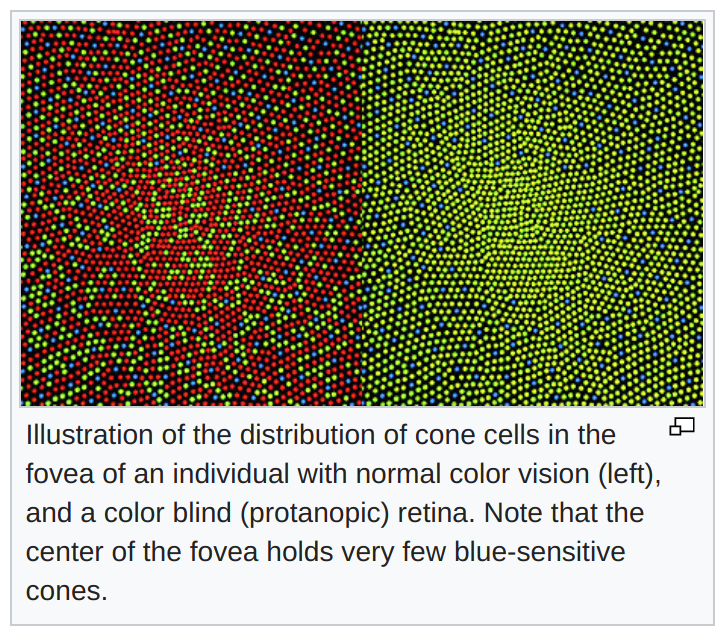 Illustration of the distribution of cone cells in the
fovea of an individual with normal color vision (left),
and a color blind (protanopic) retina. Note that the
center of the fovea holds very few blue-sensitive
cones.